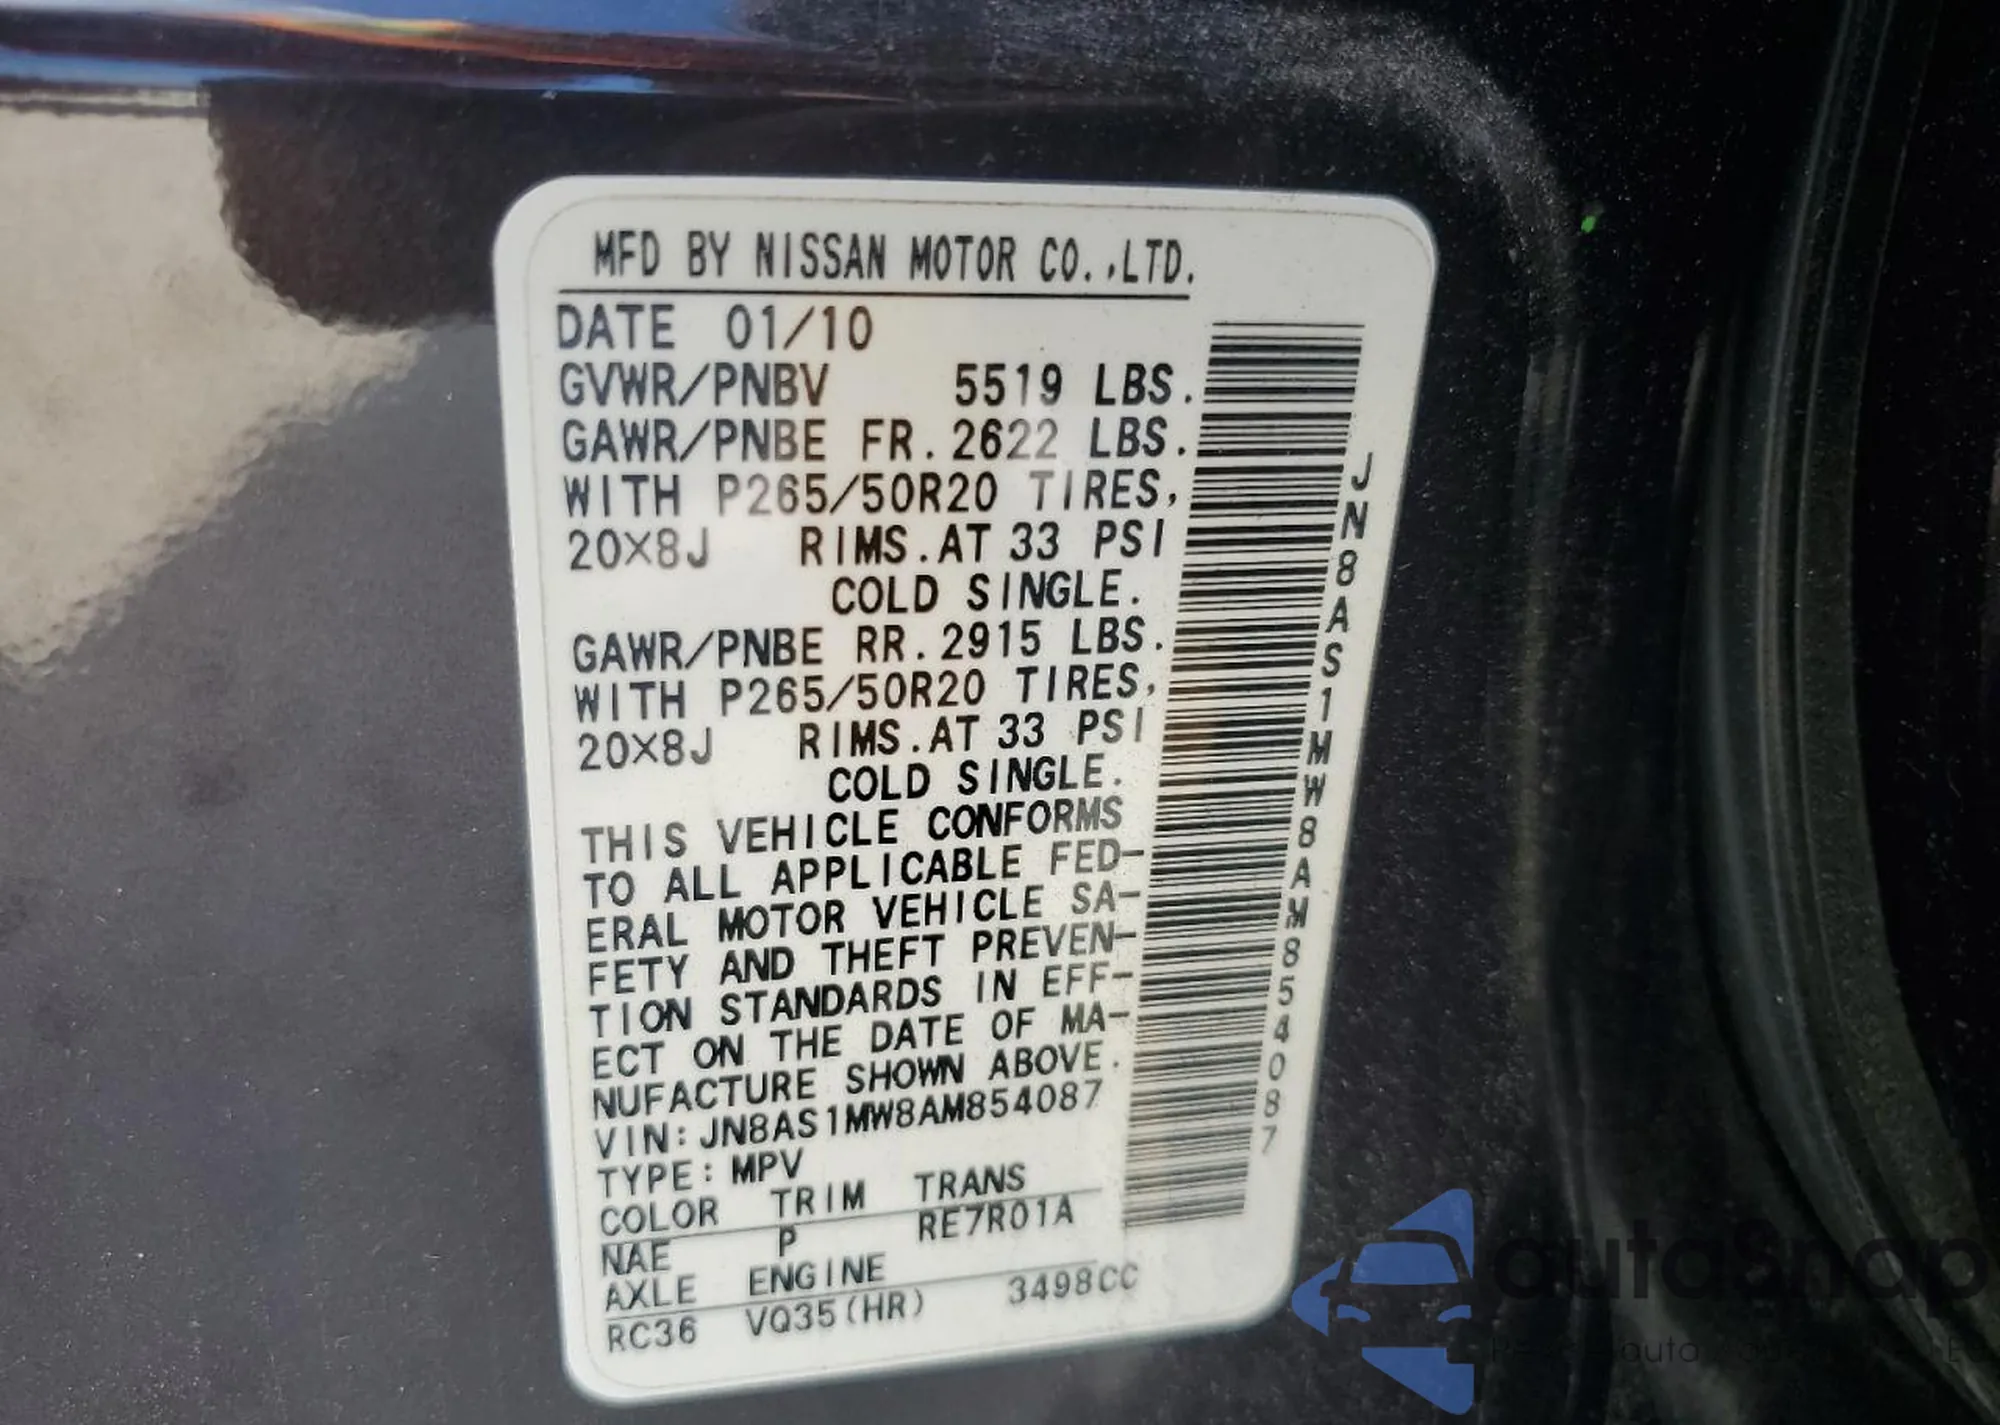 MFD BY NISSAN MOTOR CO.,LTD.
DATE 01/10
GVWR/PNBV 5519 LBS.
GAWR/PNBE FR. 2622 LBS.
WITH P265/50R20 TIRES,
20X8J RIMS. AT 33 PSI
COLD SINGLE.
GAWR/PNBE RR. 2915 LBS.
WITH P265/50R20 TIRES,
20X8J RIMS. AT 33 PSI
COLD SINGLE.
THIS VEHICLE CONFORMS
TO ALL APPLICABLE FED-
ERAL MOTOR VEHICLE SA-
FETY AND THEFT PREVEN-
TION STANDARDS IN EFF-
ECT ON THE DATE OF MA-
NUFACTURE SHOWN ABOVE.
VIN: JN8AS1MW8AM854087
TYPE: MPV
COLOR TRIM TRANS
NAE P RE7R01A
AXLE ENGINE
RC36 VQ35(HR) 3498CC
JN8AS1MW8AM854087
autoSnap